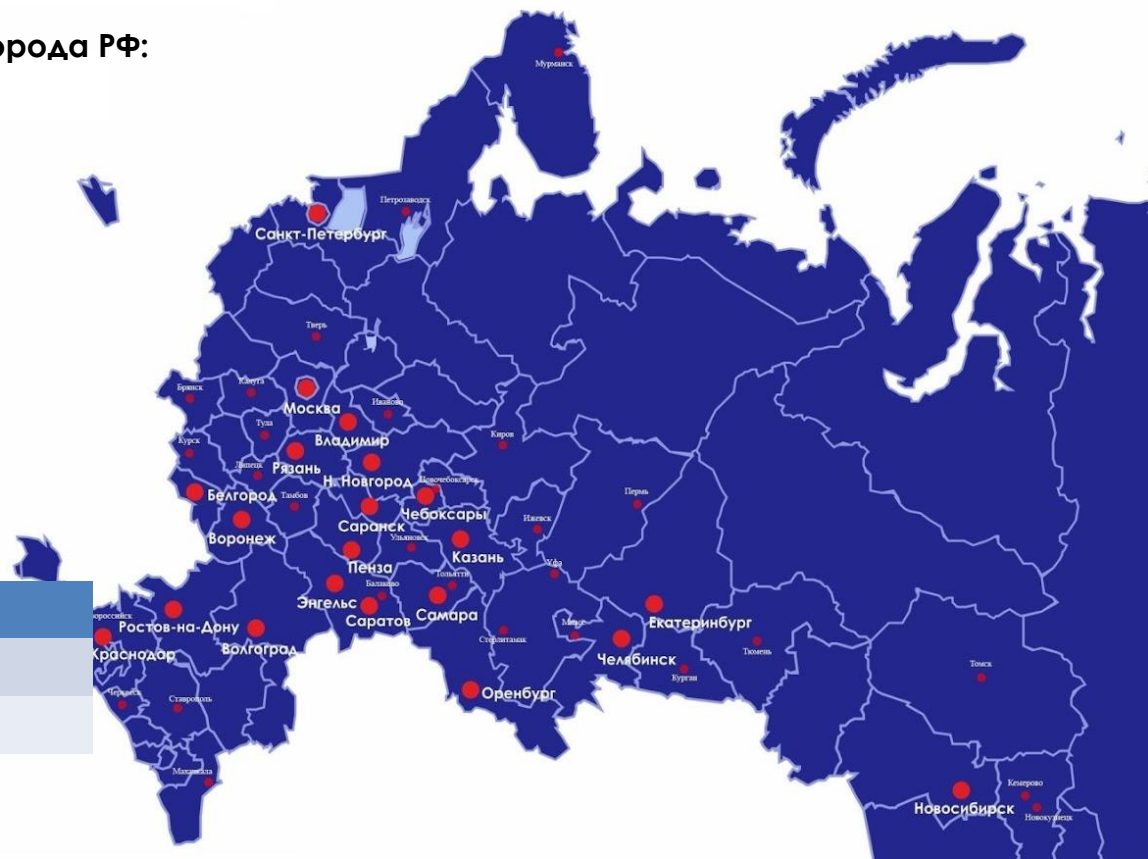 орода РФ:
Мурманск
Петрозаводск
Санкт-Петербург
Тверь
Брянск
Калуга
Москва
Иваново
Тула
Владимир
Киров
Курск
Липецк
Рязань
Н. Новгород
Новочебоксарск
Белгород
Тамбов
Чебоксары
Пермь
Воронеж
Саранск
Ульяновск
Ижевск
Казань
Пенза
Уфа
Балаково
Тольятти
Энгельс
Саратов
Самара
Екатеринбург
ороссийск
Ростов-на-Дону
Волгоград
Стерлитамак
Миасс
Челябинск
Тюмень
Краснодар
Курган
Томск
Черкесск
Ставрополь
Оренбург
Махачкала
Кемерово
Новосибирск
Новокузнецк